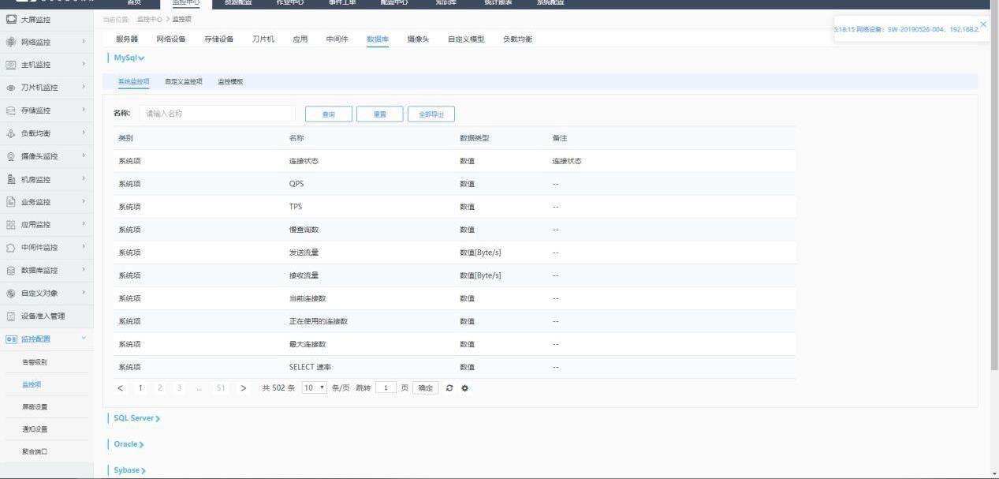 首页 监控中心 资源配置 作业中心 事件工单 配置中心 知识库 统计报表 系统配置
当前位置: 监控中心 > 监控项
5:18:15 网络设备: SW-20190526-004, 192.168.2.
服务器 网络设备 存储设备 刀片机 应用 中间件 数据库 摄像头 自定义模型 负载均衡
MySql
系统监控项 自定义监控项 监控模板
名称: 请输入名称 查询 重置 全部导出
类别 名称 数据类型 备注
系统项 连接状态 数值 连接状态
系统项 QPS 数值 --
系统项 TPS 数值 --
系统项 慢查询数 数值 --
系统项 发送流量 数值[Byte/s] --
系统项 接收流量 数值[Byte/s] --
系统项 当前连接数 数值 --
系统项 正在使用的连接数 数值 --
系统项 最大连接数 数值 --
系统项 SELECT 速率 数值 --
< 1 2 3 ... 51 > 共 502 条 10 条/页 跳转 1 页 确定
SQL Server
Oracle
Sybase
大屏监控
网络监控
主机监控
刀片机监控
存储监控
负载均衡
摄像头监控
机房监控
业务监控
应用监控
中间件监控
数据库监控
自定义对象
设备准入管理
监控配置
告警级别
监控项
屏蔽设置
通知设置
聚合端口